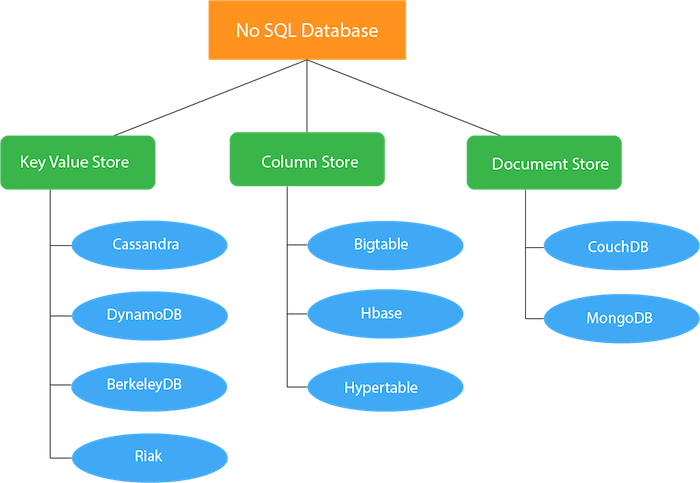 No SQL Database
Key Value Store
Column Store
Document Store
Cassandra
Bigtable
CouchDB
DynamoDB
Hbase
MongoDB
BerkeleyDB
Hypertable
Riak